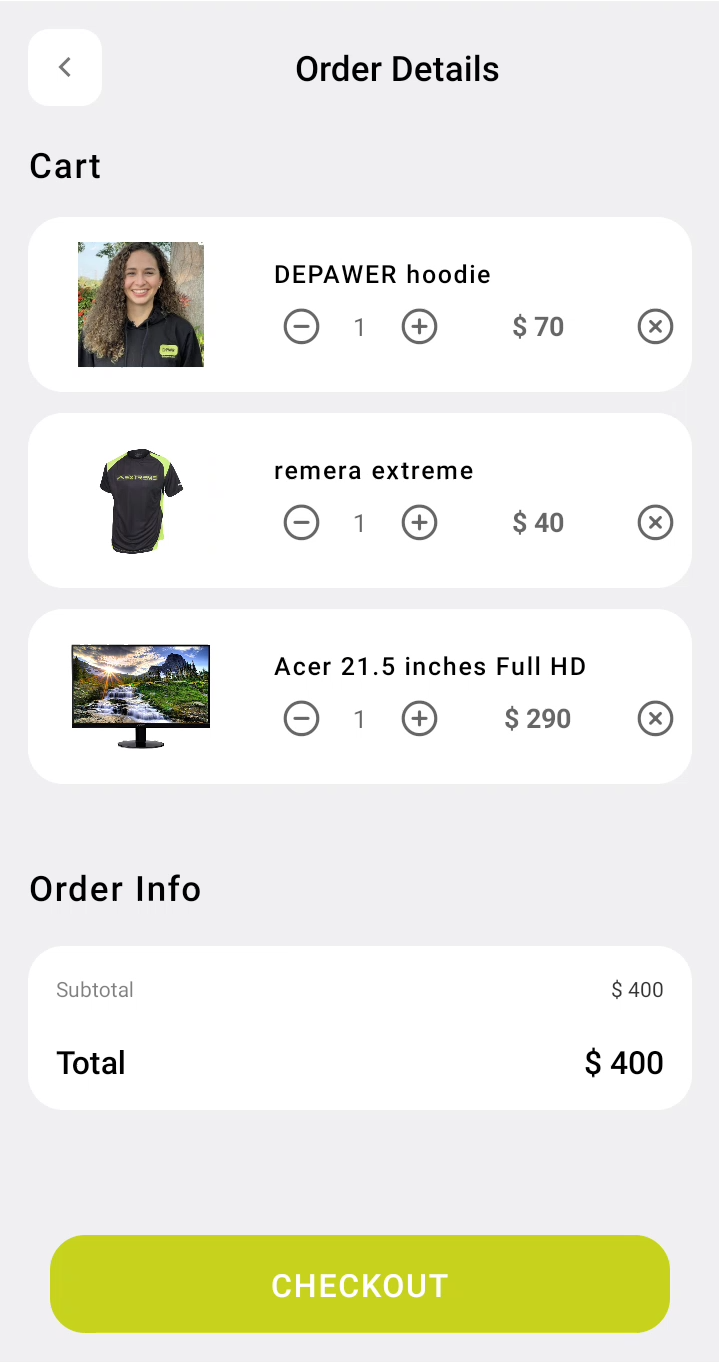 Order Details
Cart
DEPAWER hoodie
1
$ 70
remera extreme
1
$ 40
Acer 21.5 inches Full HD
1
$ 290
Order Info
Subtotal
$ 400
Total
$ 400
CHECKOUT